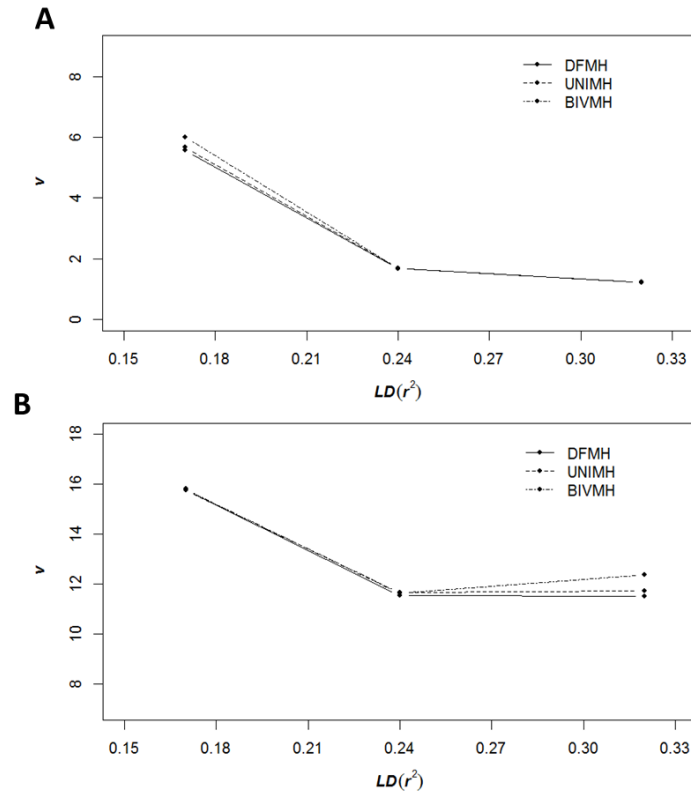 A
8
6
4
2
0
v
DFMH
UNIMH
BIVMH
0.15 0.18 0.21 0.24 0.27 0.30 0.33
LD(r²)
B
18
16
14
12
10
8
v
DFMH
UNIMH
BIVMH
0.15 0.18 0.21 0.24 0.27 0.30 0.33
LD(r²)